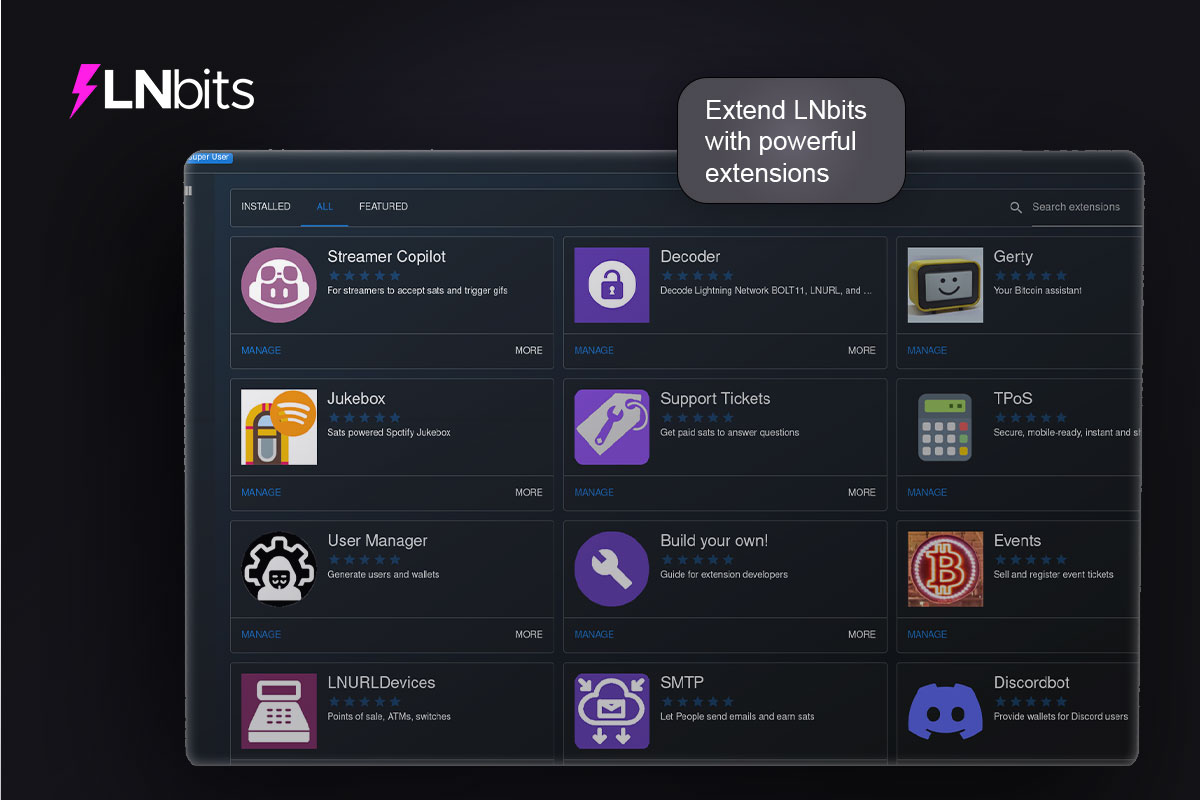 LNbits
Extend LNbits
with powerful
extensions
Super User
INSTALLED ALL FEATURED Search extensions
Streamer Copilot
For streamers to accept sats and trigger gifs
MANAGE MORE
Decoder
Decode Lightning Network BOLT11, LNURL, and ...
MANAGE MORE
Gerty
Your Bitcoin assistant
MANAGE
Jukebox
Sats powered Spotify Jukebox
MANAGE MORE
Support Tickets
Get paid sats to answer questions
MANAGE MORE
TPoS
Secure, mobile-ready, instant and s
MANAGE
User Manager
Generate users and wallets
MANAGE MORE
Build your own!
Guide for extension developers
MANAGE MORE
Events
Sell and register event tickets
MANAGE
LNURLDevices
Points of sale, ATMs, switches
SMTP
Let People send emails and earn sats
Discordbot
Provide wallets for Discord users